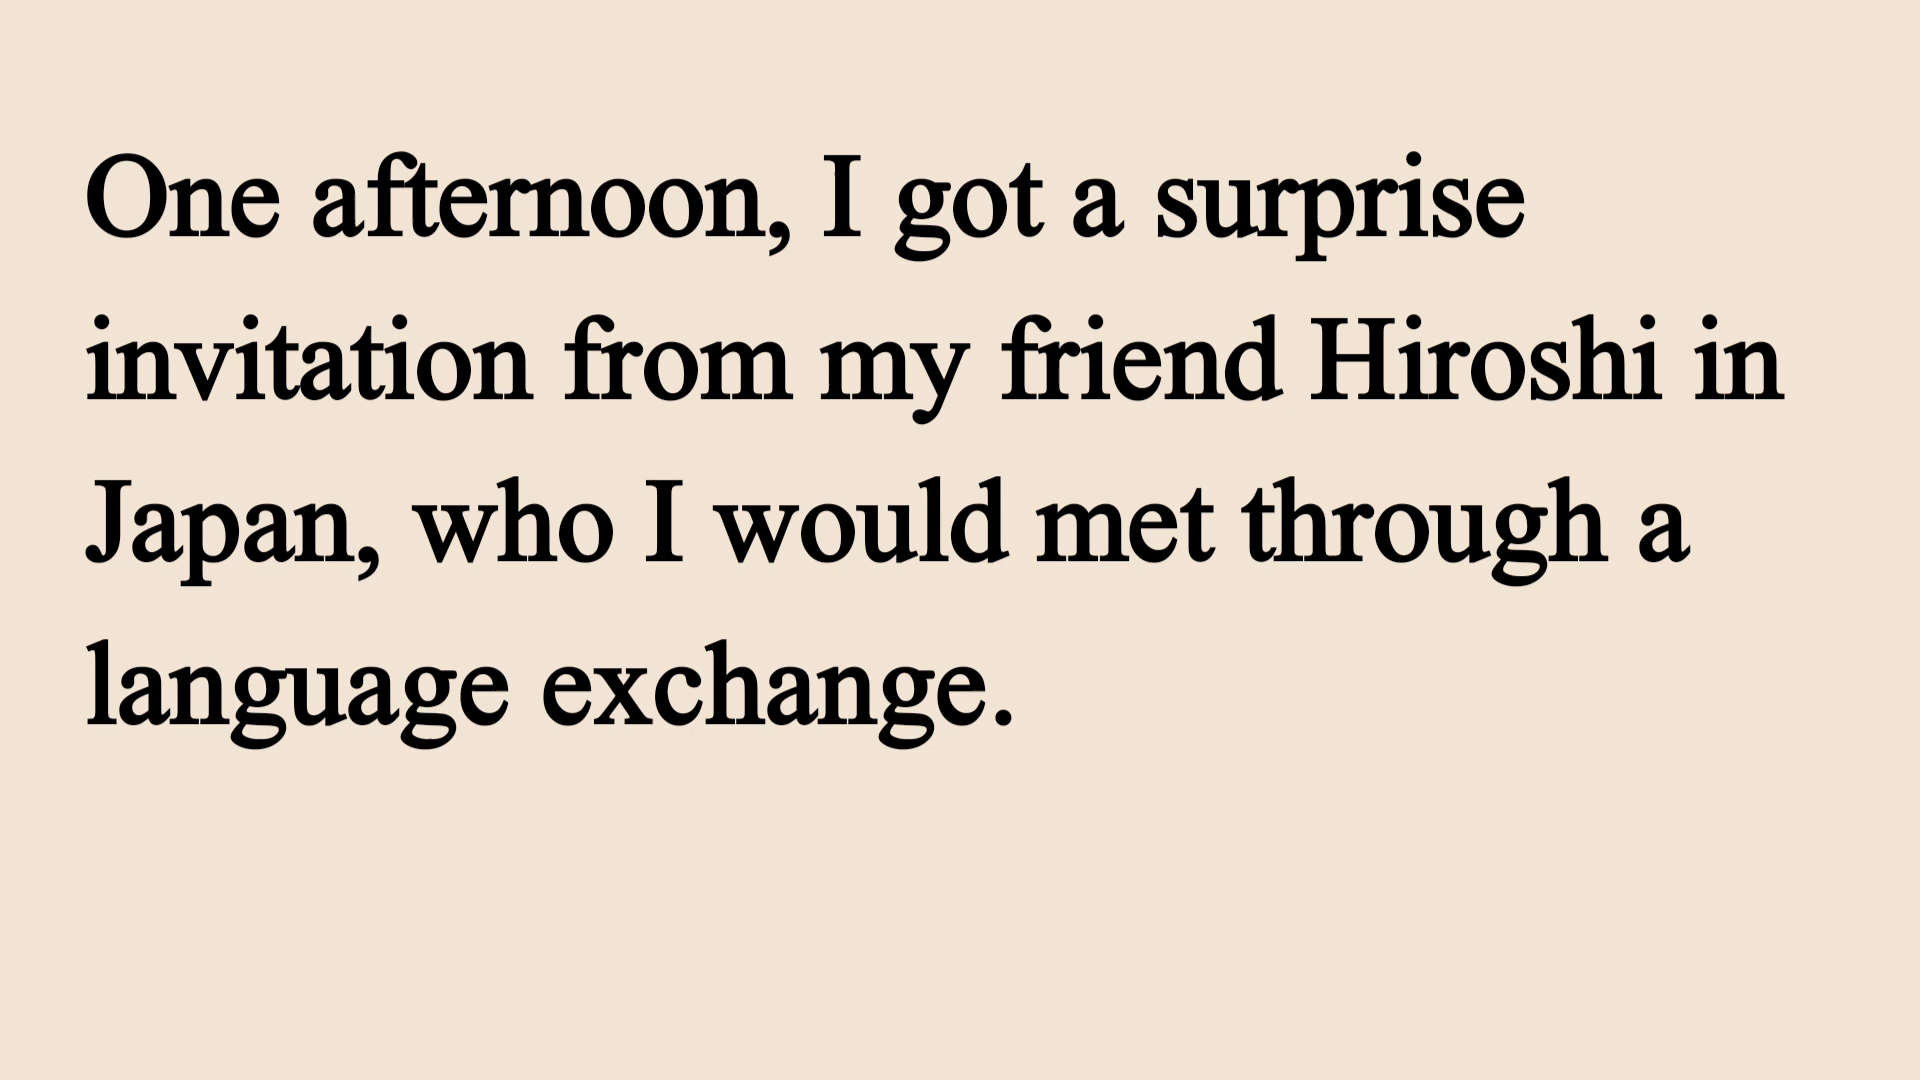 One afternoon, I got a surprise
invitation from my friend Hiroshi in
Japan, who I would met through a
language exchange.